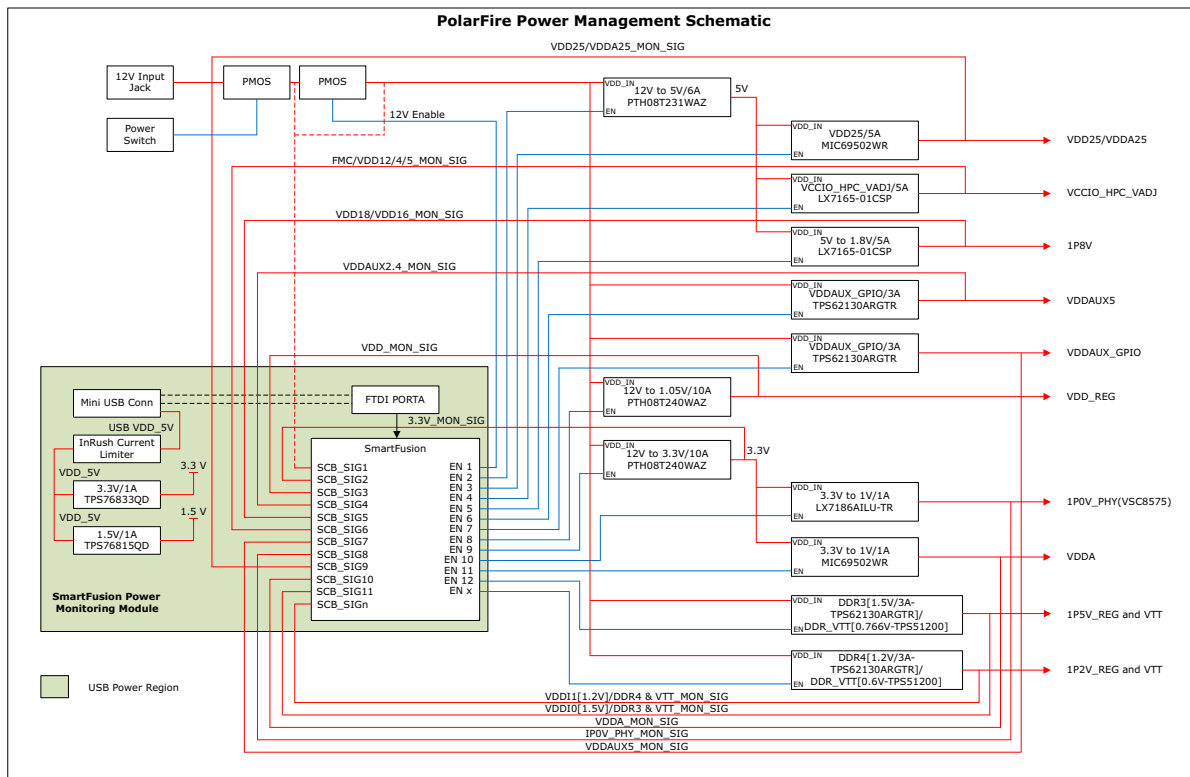 PolarFire Power Management Schematic
VDD25/VDDA25_MON_SIG
12V Input
Jack
PMOS
PMOS
Power
Switch
12V Enable
VDD_IN
12V to 5V/6A
PTH08T231WAZ
EN
5V
VDD_IN
VDD25/5A
MIC69502WR
EN
VDD25/VDDA25
FMC/VDD12/4/5_MON_SIG
VDD_IN
VCCIO_HPC_VADJ/5A
LX7165-01CSP
EN
VCCIO_HPC_VADJ
VDD18/VDD16_MON_SIG
VDD_IN
5V to 1.8V/5A
LX7165-01CSP
EN
1P8V
VDDAUX2.4_MON_SIG
VDD_IN
VDDAUX_GPIO/3A
TPS62130ARGTR
EN
VDDAUX5
VDD_MON_SIG
VDD_IN
VDDAUX_GPIO/3A
TPS62130ARGTR
EN
VDDAUX_GPIO
VDD_IN
12V to 1.05V/10A
PTH08T240WAZ
EN
VDD_REG
Mini USB Conn
FTDI PORTA
USB VDD_5V
3.3V_MON_SIG
InRush Current
Limiter
VDD_5V
3.3 V
3.3V/1A
TPS76833QD
VDD_5V
1.5 V
1.5V/1A
TPS76815QD
SmartFusion Power
Monitoring Module
SmartFusion
SCB_SIG1
SCB_SIG2
SCB_SIG3
SCB_SIG4
SCB_SIG5
SCB_SIG6
SCB_SIG7
SCB_SIG8
SCB_SIG9
SCB_SIG10
SCB_SIG11
SCB_SIGn
EN 1
EN 2
EN 3
EN 4
EN 5
EN 6
EN 7
EN 8
EN 9
EN 10
EN 11
EN 12
EN x
VDD_IN
12V to 3.3V/10A
PTH08T240WAZ
EN
3.3V
VDD_IN
3.3V to 1V/1A
LX7186AILU-TR
EN
1P0V_PHY(VSC8575)
VDD_IN
3.3V to 1V/1A
MIC69502WR
EN
VDDA
VDD_IN
DDR3[1.5V/3A-
TPS62130ARGTR]/
DDR_VTT[0.766V-TPS51200]
EN
1P5V_REG and VTT
VDD_IN
DDR4[1.2V/3A-
TPS62130ARGTR]/
DDR_VTT[0.6V-TPS51200]
EN
1P2V_REG and VTT
USB Power Region
VDDI1[1.2V]/DDR4 & VTT_MON_SIG
VDDI0[1.5V]/DDR3 & VTT_MON_SIG
VDDA_MON_SIG
IP0V_PHY_MON_SIG
VDDAUX5_MON_SIG